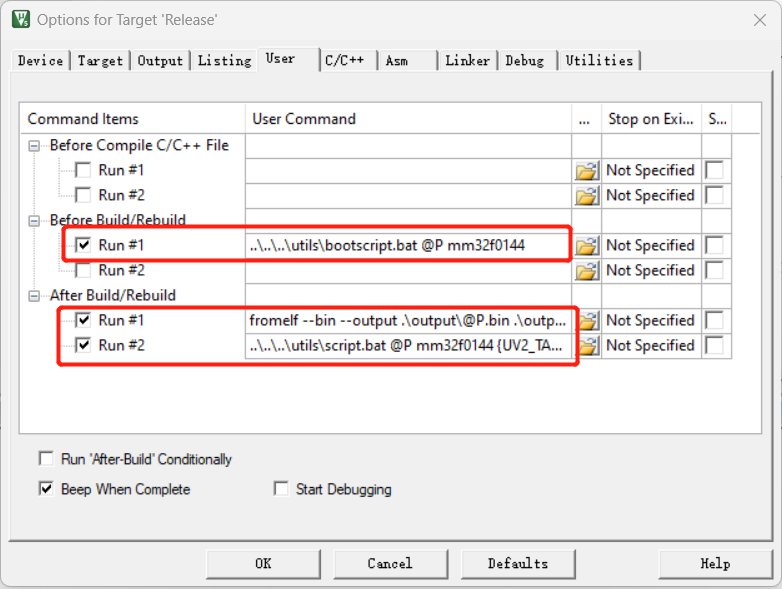 Options for Target 'Release'
Device Target Output Listing User C/C++ Asm Linker Debug Utilities
Command Items User Command ... Stop on Exi... S...
Before Compile C/C++ File
Run #1 Not Specified
Run #2 Not Specified
Before Build/Rebuild
Run #1 ..\..\..\utils\bootscript.bat @P mm32f0144 Not Specified
Run #2 Not Specified
After Build/Rebuild
Run #1 fromelf --bin --output .\output\@P.bin .\outp... Not Specified
Run #2 ..\..\..\utils\script.bat @P mm32f0144 {UV2_TA... Not Specified
Run 'After-Build' Conditionally
Beep When Complete Start Debugging
OK Cancel Defaults Help